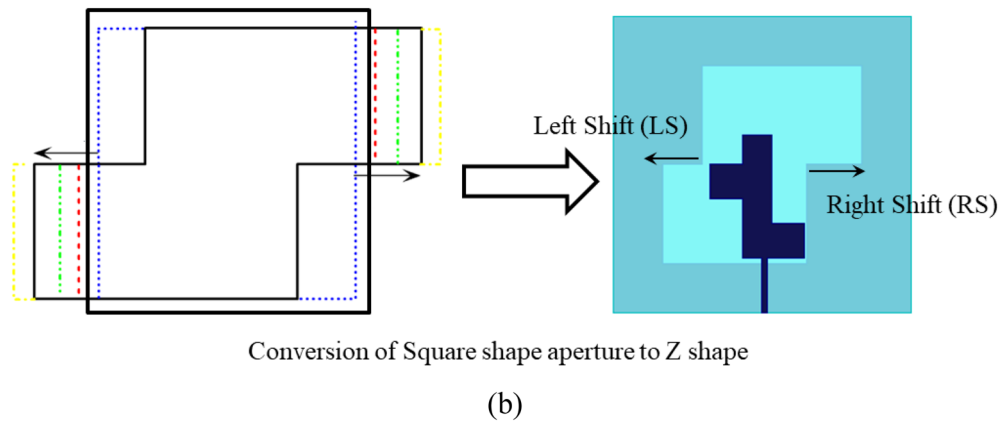 Left Shift (LS)
Right Shift (RS)
Conversion of Square shape aperture to Z shape
(b)